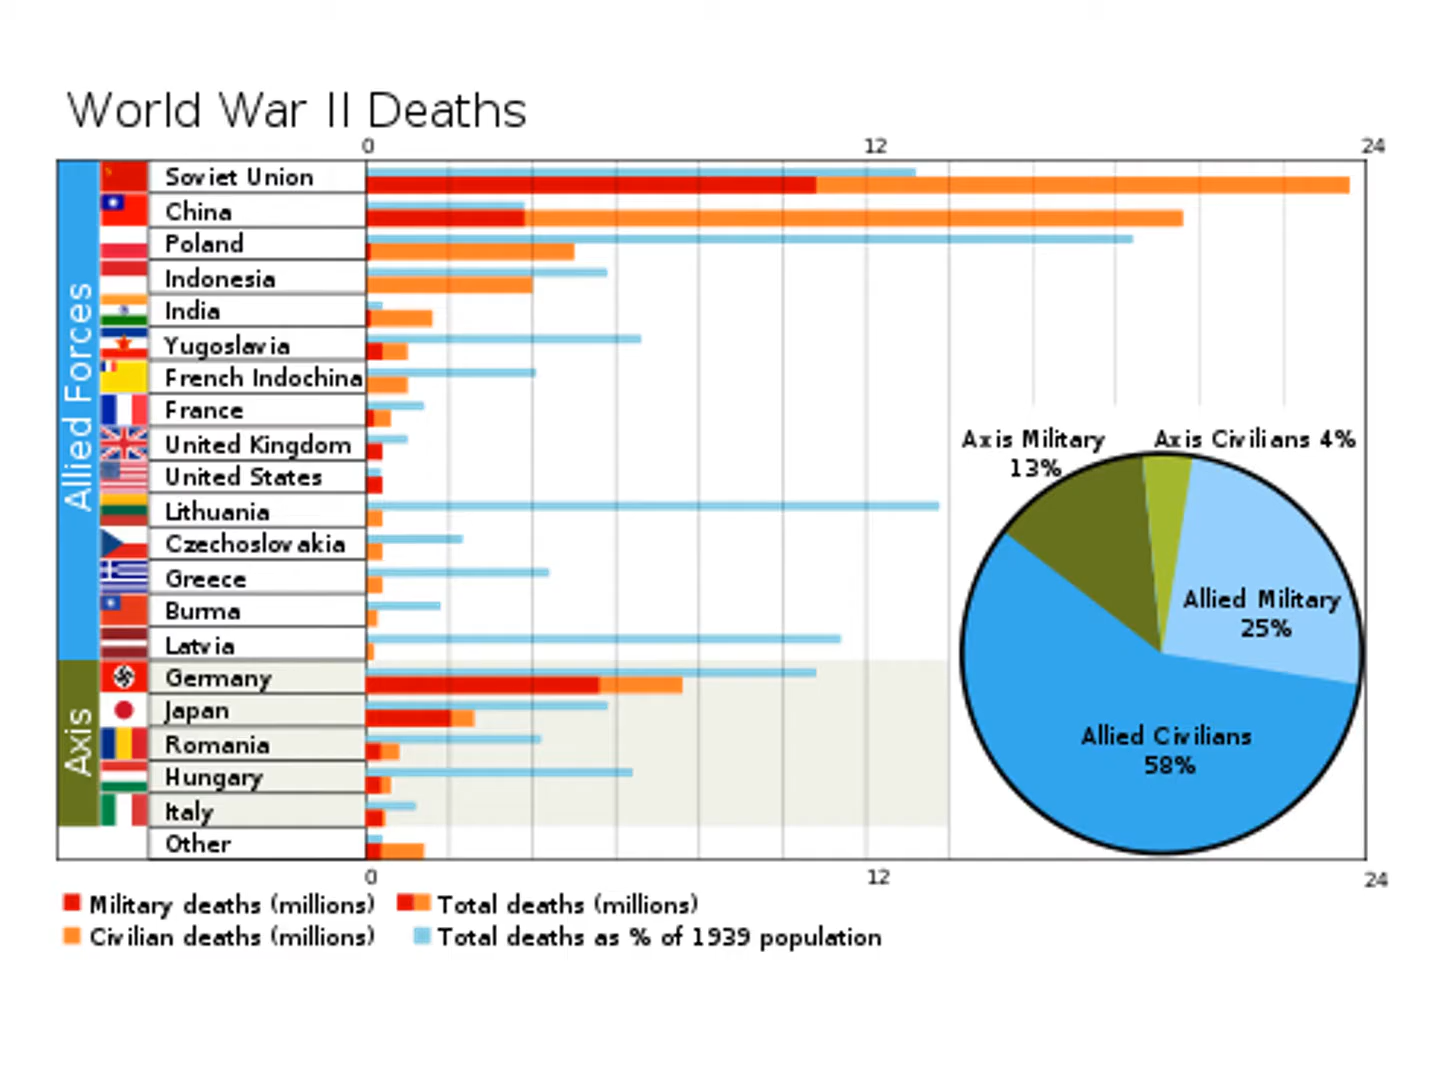 World War II Deaths
0 12 24
Allied Forces
Soviet Union
China
Poland
Indonesia
India
Yugoslavia
French Indochina
France
United Kingdom
United States
Lithuania
Czechoslovakia
Greece
Burma
Latvia
Axis
Germany
Japan
Romania
Hungary
Italy
Other
0 12 24
Axis Military
13%
Axis Civilians 4%
Allied Military
25%
Allied Civilians
58%
Military deaths (millions) Total deaths (millions)
Civilian deaths (millions) Total deaths as % of 1939 population